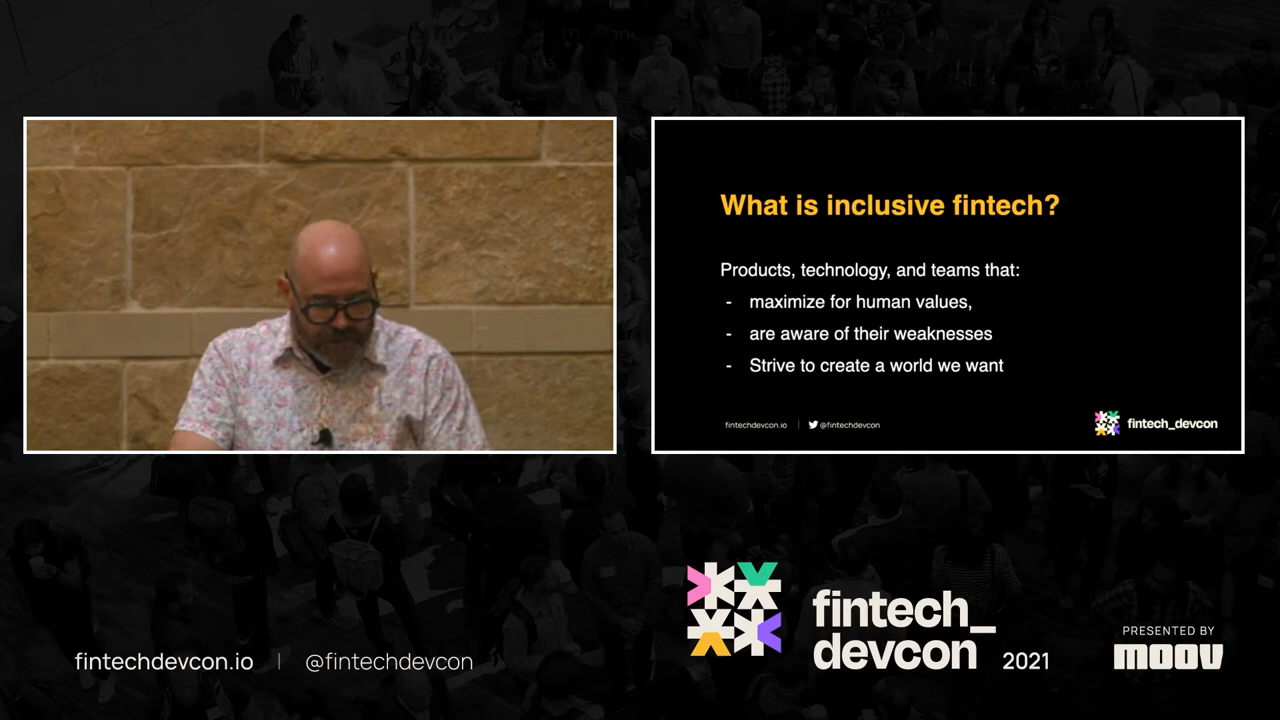 What is inclusive fintech?
Products, technology, and teams that:
- maximize for human values,
- are aware of their weaknesses
- Strive to create a world we want
fintechdevcon.io | @fintechdevcon
fintech_devcon
fintechdevcon.io | @fintechdevcon
fintech_
devcon 2021
PRESENTED BY
moov